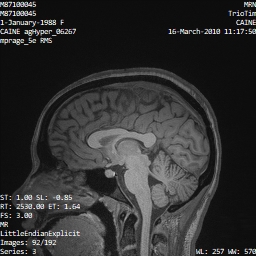 M87100045
M87100045
1-January-1988 F
CAINE agHyper_06267
mprage_5e RMS
MRN
TrioTim
CAINE
16-March-2010 11:17:50
ST: 1.00 SL: -0.85
RT: 2530.00 ET: 1.64
FS: 3.00
MR
LittleEndianExplicit
Images: 92/192
Series: 3
WL: 257 WW: 570